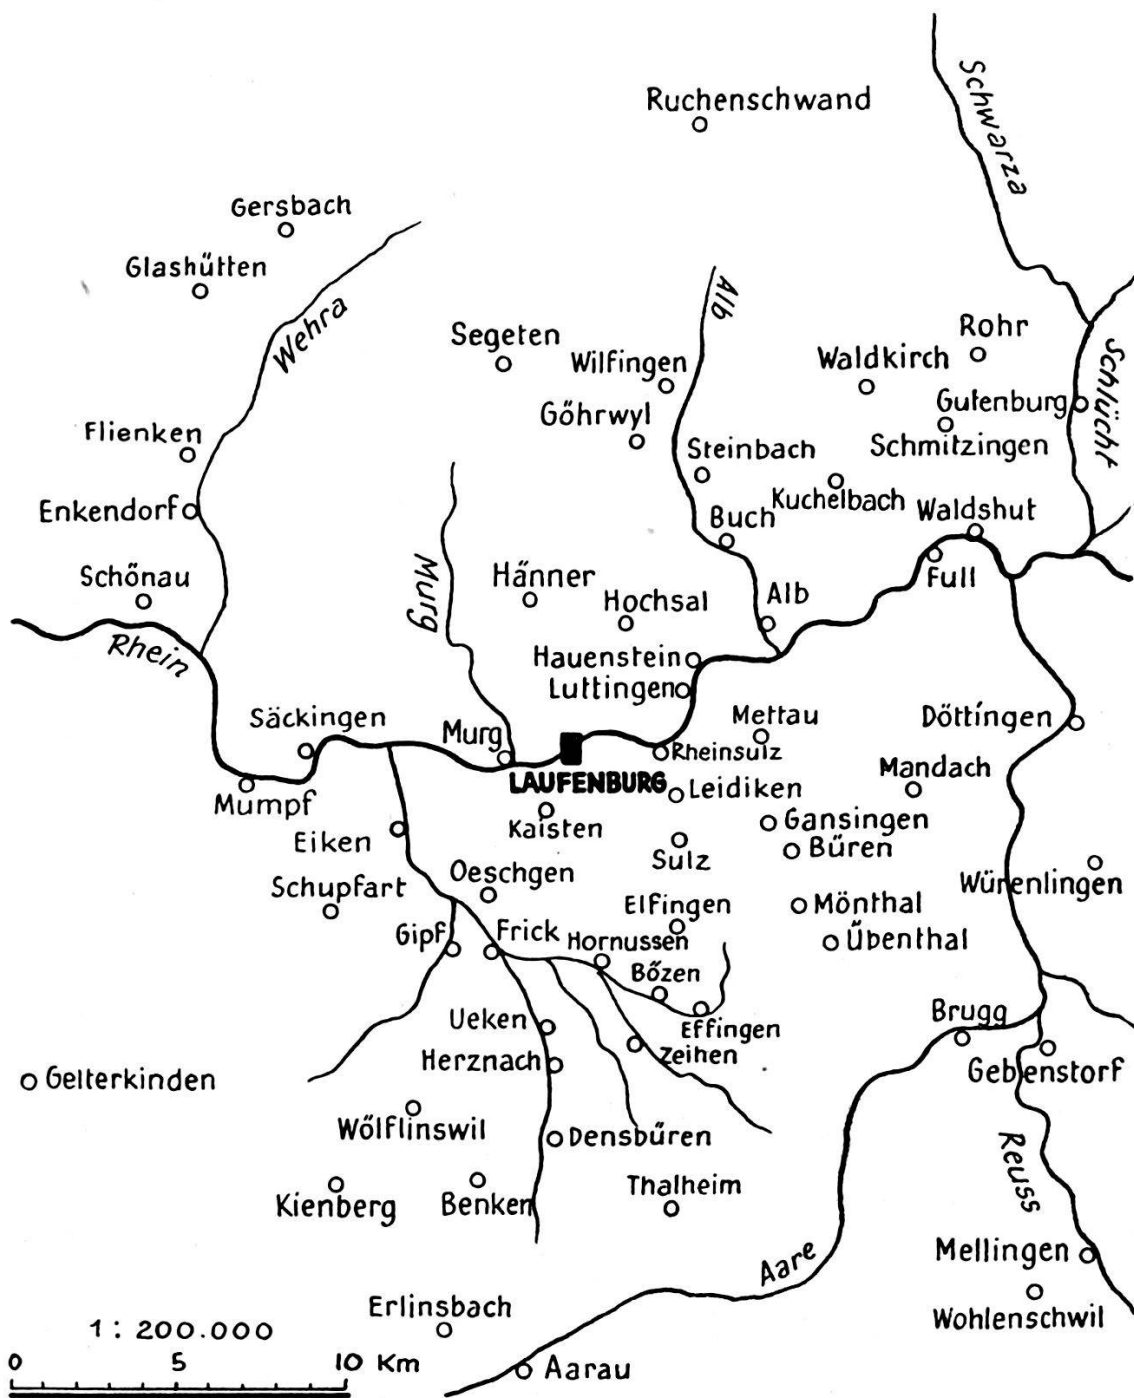 Ruchenschwand
Schwarza
Gersbach
Glashütten
Wehra
Alb
Segeten
Wilfingen
Waldkirch
Rohr
Schlücht
Göhrwyl
Gutenburg
Flienken
Steinbach
Schmitzingen
Enkendorf
Kuchelbach
Buch
Waldshut
Schönau
Murg
Hänner
Hochsal
Alb
Full
Rhein
Hauenstein
Luttingen
Säckingen
Murg
Mettau
Döttingen
Rheinsulz
Mumpf
LAUFENBURG
Leidiken
Mandach
Eiken
Kaisten
Gansingen
Sulz
Büren
Schupfart
Oeschgen
Würenlingen
Elfingen
Mönthal
Gipf
Frick
Hornussen
Übenthal
Bözen
Ueken
Effingen
Brugg
Herznach
Zeihen
Gebenstorf
Gelterkinden
Wölflinswil
Densbüren
Reuss
Kienberg
Benken
Thalheim
Aare
Mellingen
Erlinsbach
Wohlenschwil
1 : 200.000
0 5 10 Km
Aarau